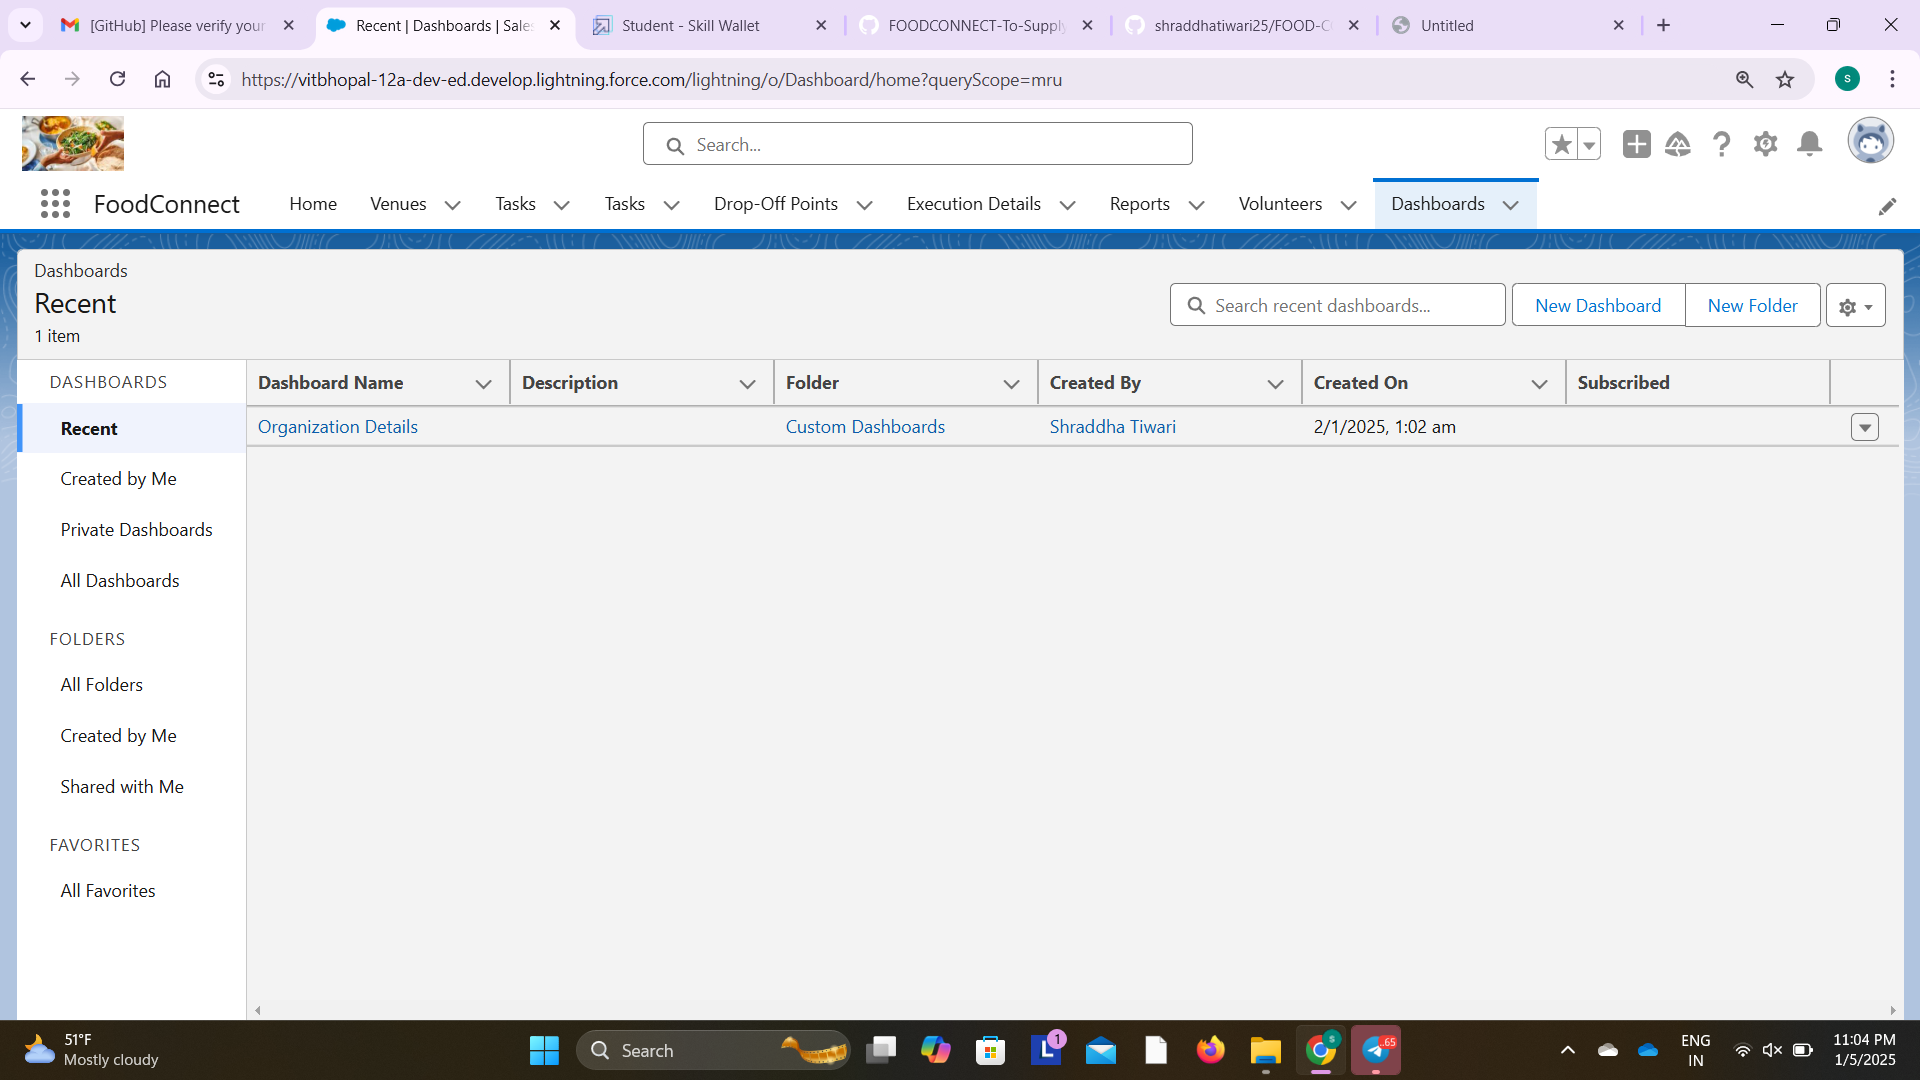 [GitHub] Please verify your
Recent | Dashboards | Sales
Student - Skill Wallet
FOODCONNECT-To-Supply
shraddhatiwari25/FOOD-C
Untitled
https://vitbhopal-12a-dev-ed.develop.lightning.force.com/lightning/o/Dashboard/home?queryScope=mru
S
Search...
FoodConnect
Home
Venues
Tasks
Tasks
Drop-Off Points
Execution Details
Reports
Volunteers
Dashboards
Dashboards
Recent
1 item
Search recent dashboards...
New Dashboard
New Folder
DASHBOARDS
Recent
Created by Me
Private Dashboards
All Dashboards
FOLDERS
All Folders
Created by Me
Shared with Me
FAVORITES
All Favorites
Dashboard Name
Description
Folder
Created By
Created On
Subscribed
Organization Details
Custom Dashboards
Shraddha Tiwari
2/1/2025, 1:02 am
51°F
Mostly cloudy
Search
L
1
S
..65
ENG
IN
11:04 PM
1/5/2025